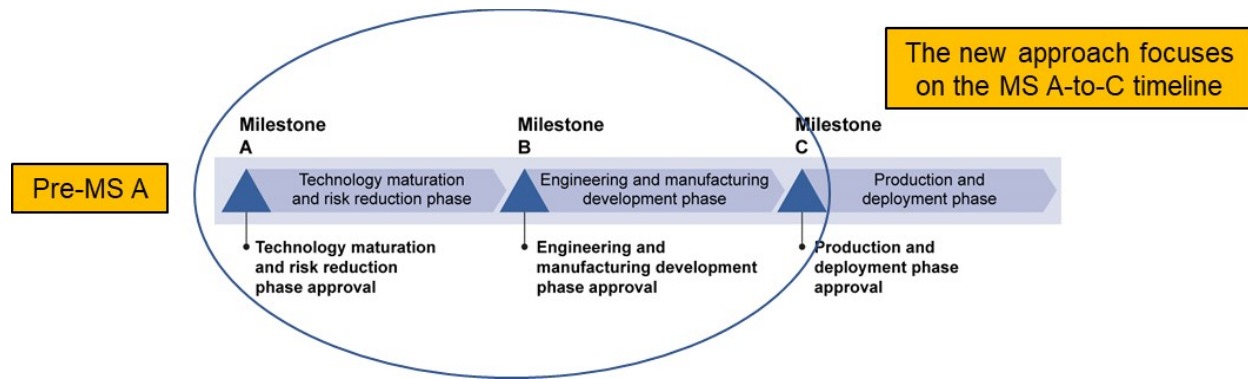 The new approach focuses
on the MS A-to-C timeline
Milestone
A
Milestone
B
Milestone
C
Pre-MS A
Technology maturation
and risk reduction phase
Engineering and manufacturing
development phase
Production and
deployment phase
Technology maturation
and risk reduction
phase approval
Engineering and
manufacturing development
phase approval
Production and
deployment phase
approval